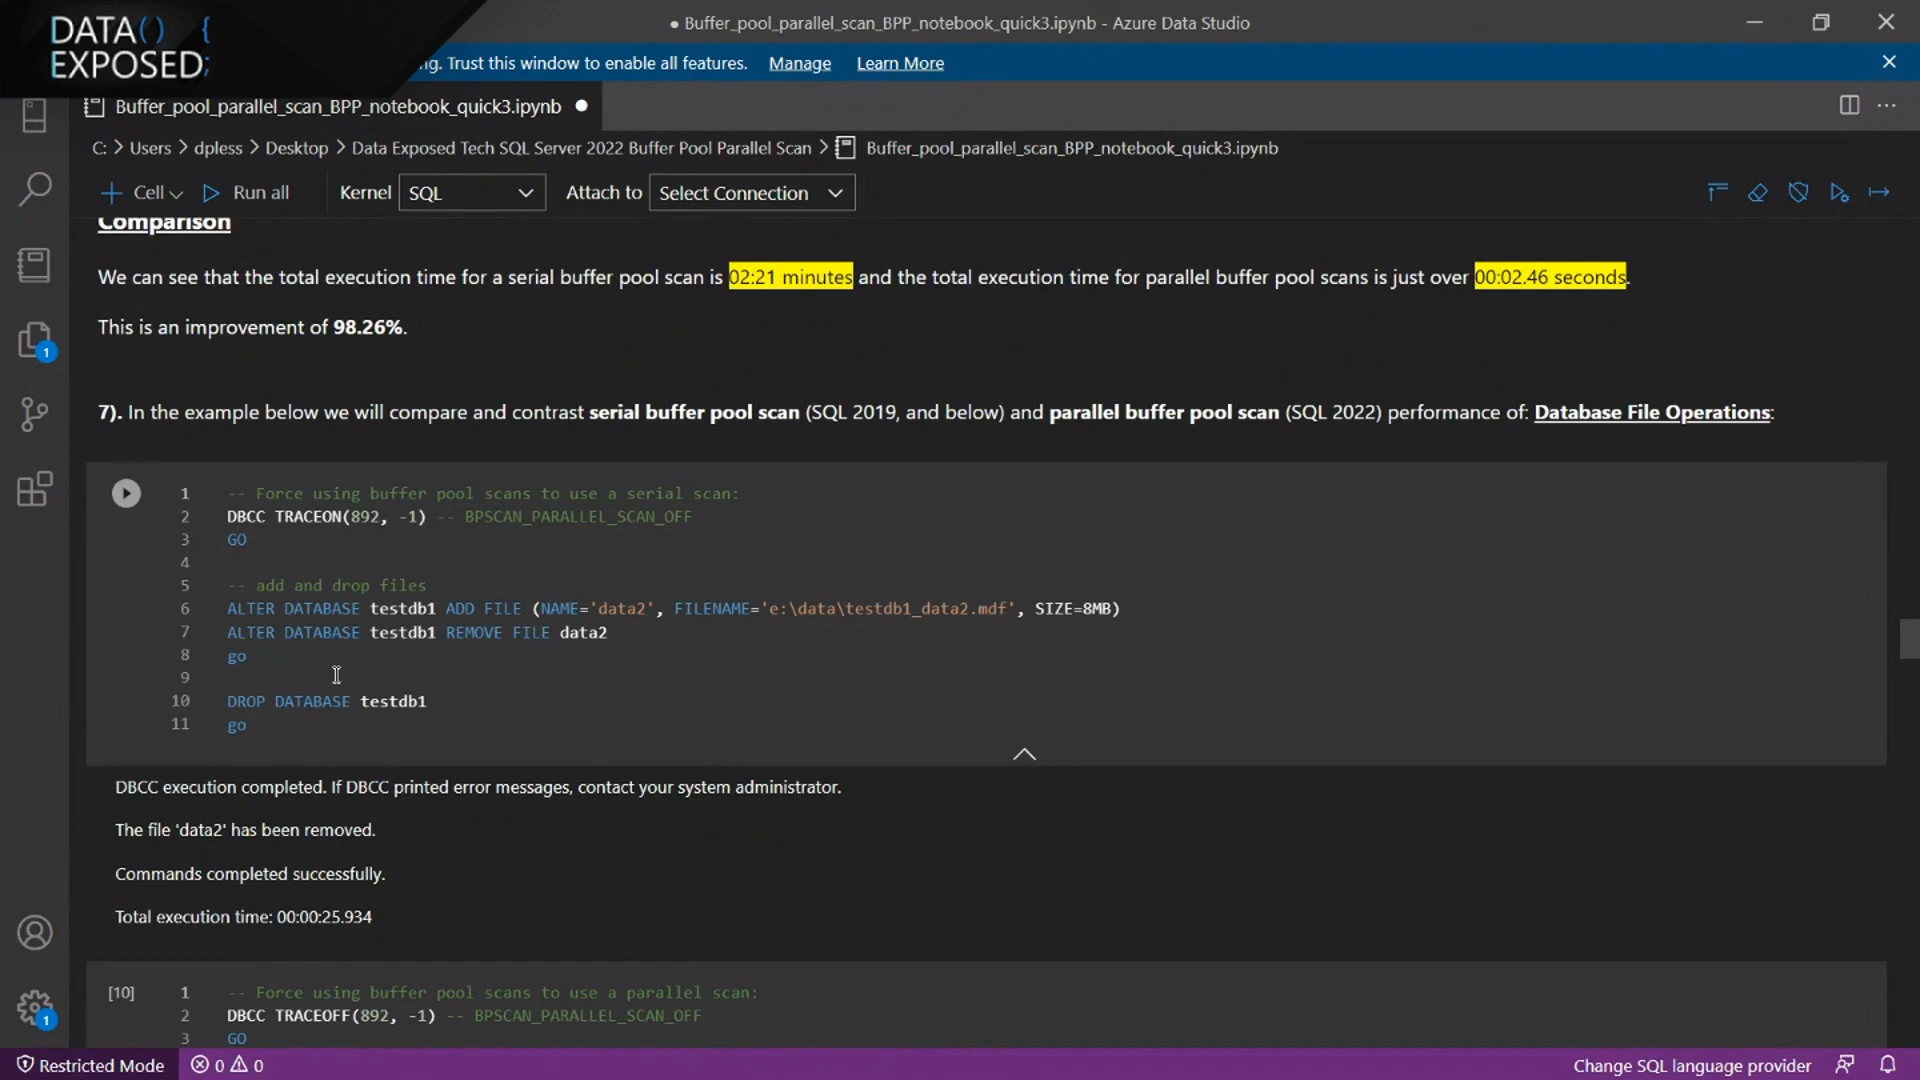 DATA() {
EXPOSED;
● Buffer_pool_parallel_scan_BPP_notebook_quick3.ipynb - Azure Data Studio
ng. Trust this window to enable all features. Manage Learn More
Buffer_pool_parallel_scan_BPP_notebook_quick3.ipynb ●
C: > Users > dpless > Desktop > Data Exposed Tech SQL Server 2022 Buffer Pool Parallel Scan > Buffer_pool_parallel_scan_BPP_notebook_quick3.ipynb
+ Cell Run all Kernel SQL Attach to Select Connection
Comparison
We can see that the total execution time for a serial buffer pool scan is 02:21 minutes and the total execution time for parallel buffer pool scans is just over 00:02.46 seconds.
This is an improvement of 98.26%.
7). In the example below we will compare and contrast serial buffer pool scan (SQL 2019, and below) and parallel buffer pool scan (SQL 2022) performance of: Database File Operations:
1 -- Force using buffer pool scans to use a serial scan:
2 DBCC TRACEON(892, -1) -- BPSCAN_PARALLEL_SCAN_OFF
3 GO
4
5 -- add and drop files
6 ALTER DATABASE testdb1 ADD FILE (NAME='data2', FILENAME='e:\data\testdb1_data2.mdf', SIZE=8MB)
7 ALTER DATABASE testdb1 REMOVE FILE data2
8 go
9
10 DROP DATABASE testdb1
11 go
DBCC execution completed. If DBCC printed error messages, contact your system administrator.
The file 'data2' has been removed.
Commands completed successfully.
Total execution time: 00:00:25.934
[10] 1 -- Force using buffer pool scans to use a parallel scan:
2 DBCC TRACEOFF(892, -1) -- BPSCAN_PARALLEL_SCAN_OFF
3 GO
1
1
Restricted Mode 0 0 Change SQL language provider